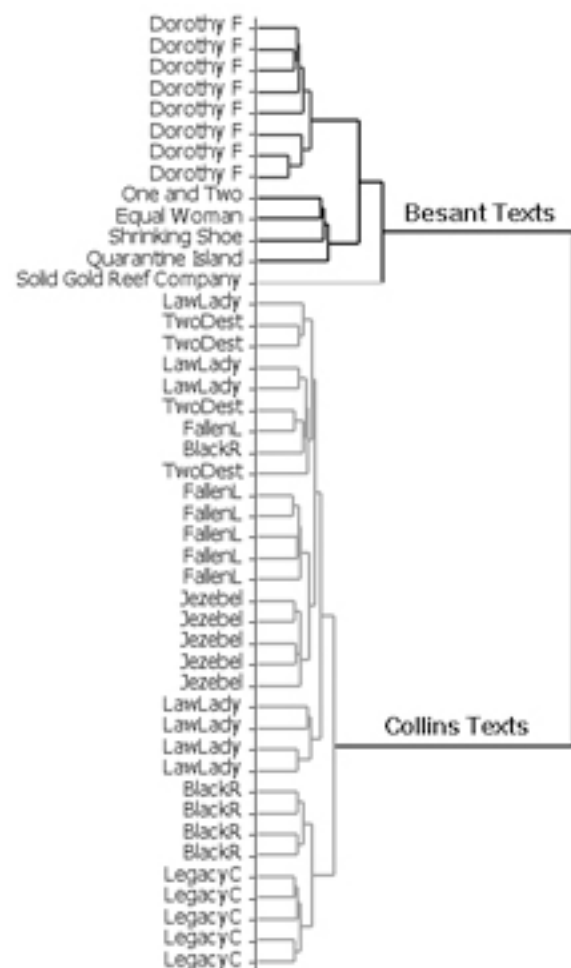 Dorothy F
Dorothy F
Dorothy F
Dorothy F
Dorothy F
Dorothy F
Dorothy F
Dorothy F
One and Two
Equal Woman
Besant Texts
Shrinking Shoe
Quarantine Island
Solid Gold Reef Company
LawLady
TwoDest
TwoDest
LawLady
LawLady
TwoDest
FallenL
BlackR
TwoDest
FallenL
FallenL
FallenL
FallenL
FallenL
Jezebel
Jezebel
Jezebel
Jezebel
Jezebel
LawLady
LawLady
Collins Texts
LawLady
LawLady
BlackR
BlackR
BlackR
BlackR
LegacyC
LegacyC
LegacyC
LegacyC
LegacyC